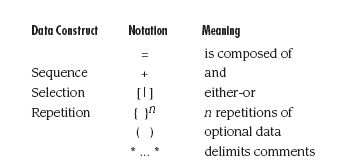 Data Construct Notation Meaning
= is composed of
Sequence + and
Selection [|] either-or
Repetition { }n n repetitions of
( ) optional data
* ... * delimits comments